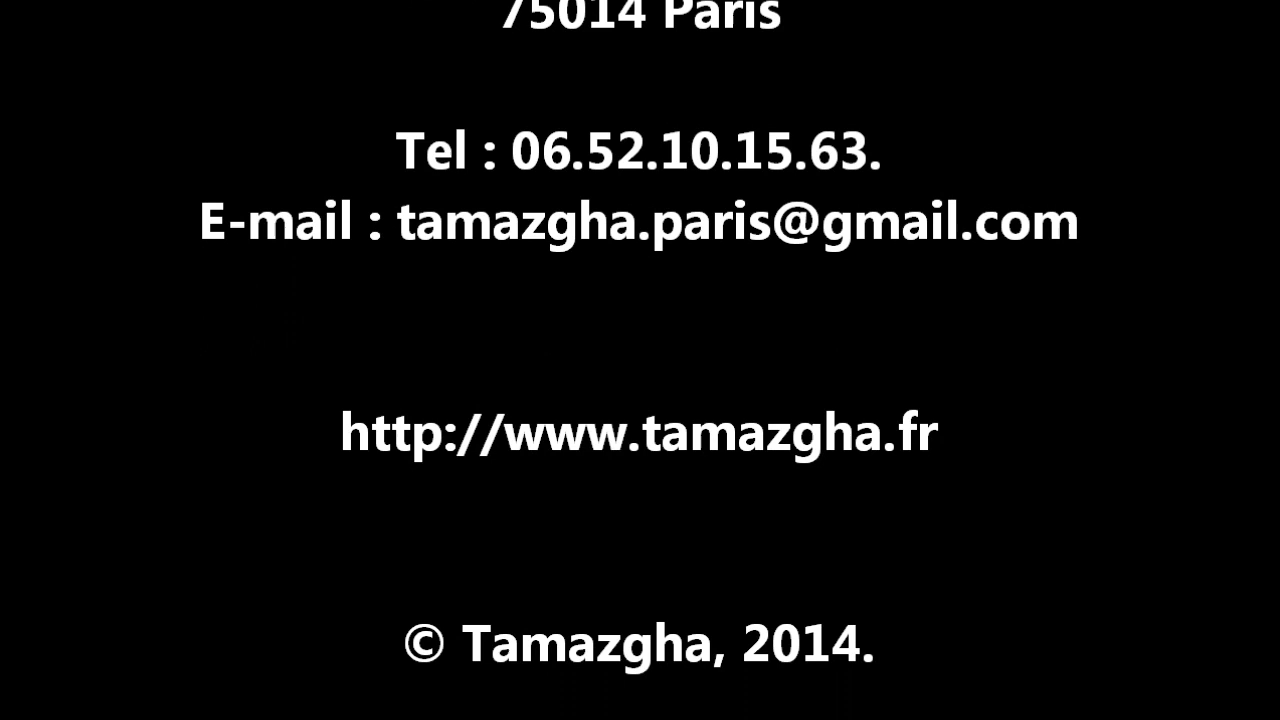 75014 Paris
Tel : 06.52.10.15.63.
E-mail : tamazgha.paris@gmail.com
http://www.tamazgha.fr
© Tamazgha, 2014.